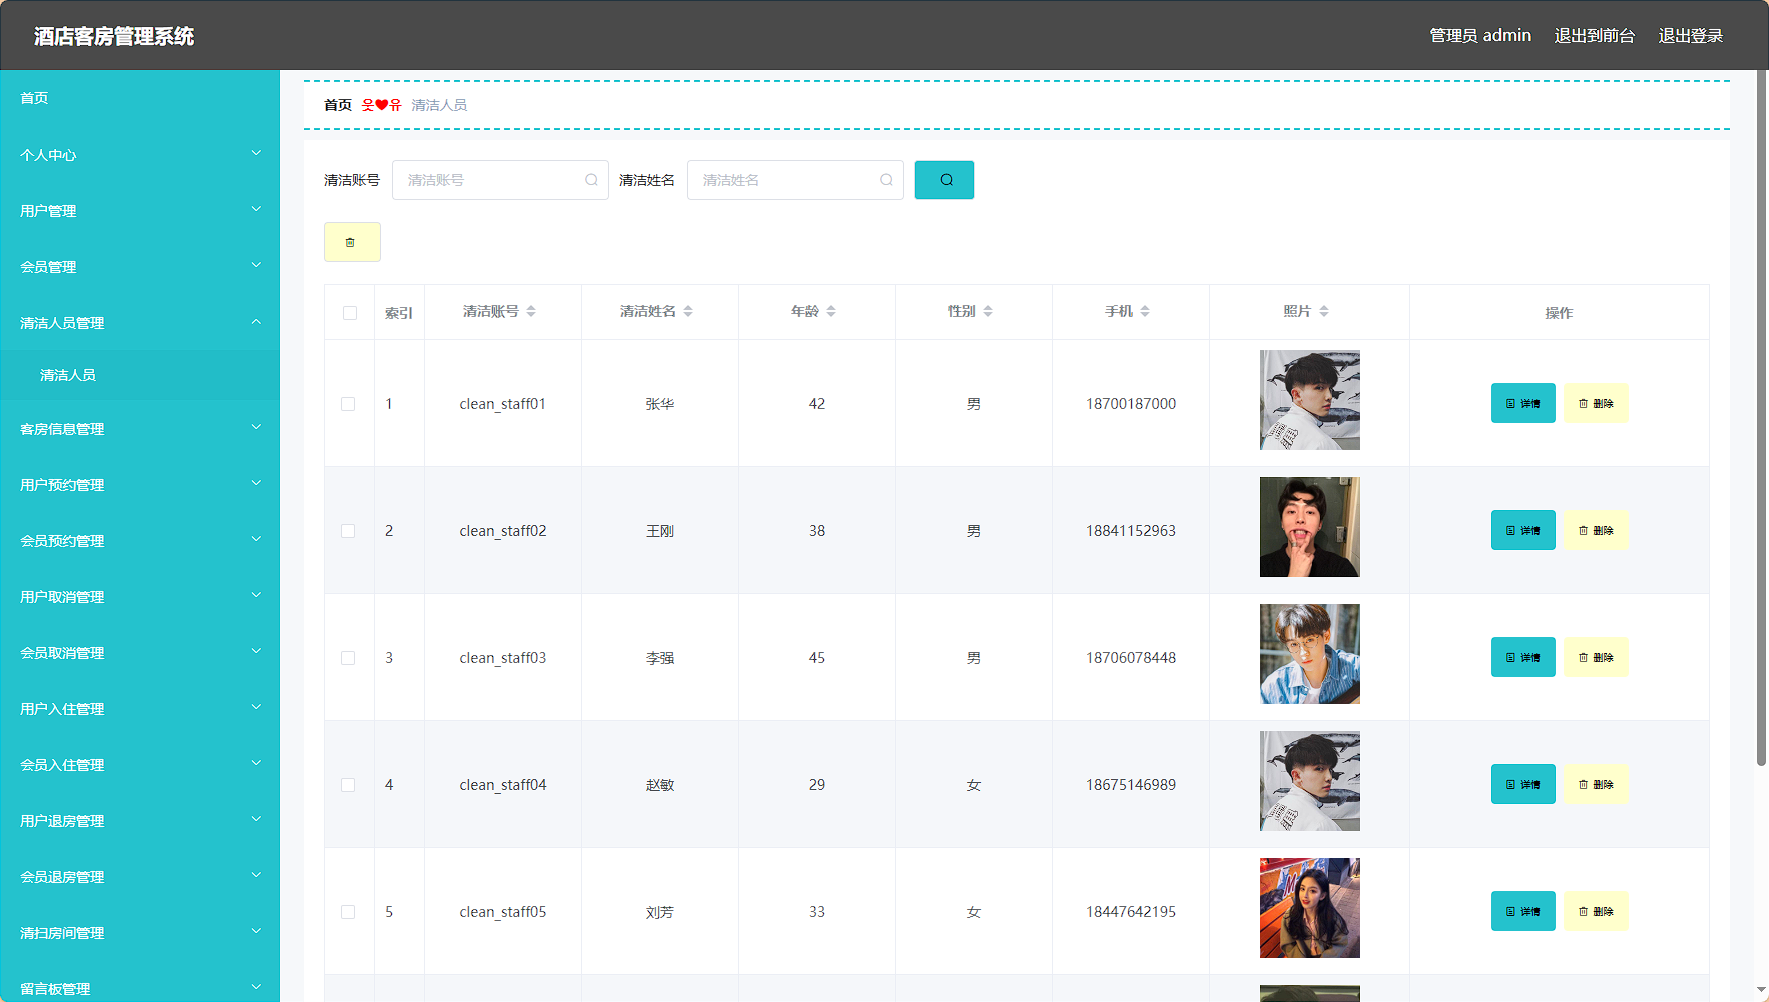 酒店客房管理系统
管理员 admin 退出到前台 退出登录
首页
个人中心
用户管理
会员管理
清洁人员管理
清洁人员
客房信息管理
用户预约管理
会员预约管理
用户取消管理
会员取消管理
用户入住管理
会员入住管理
用户退房管理
会员退房管理
清扫房间管理
留言板管理
首页 웃❤유 清洁人员
清洁账号 清洁账号 清洁姓名 清洁姓名
索引 清洁账号 清洁姓名 年龄 性别 手机 照片 操作
1 clean_staff01 张华 42 男 18700187000 详情 删除
2 clean_staff02 王刚 38 男 18841152963 详情 删除
3 clean_staff03 李强 45 男 18706078448 详情 删除
4 clean_staff04 赵敏 29 女 18675146989 详情 删除
5 clean_staff05 刘芳 33 女 18447642195 详情 删除